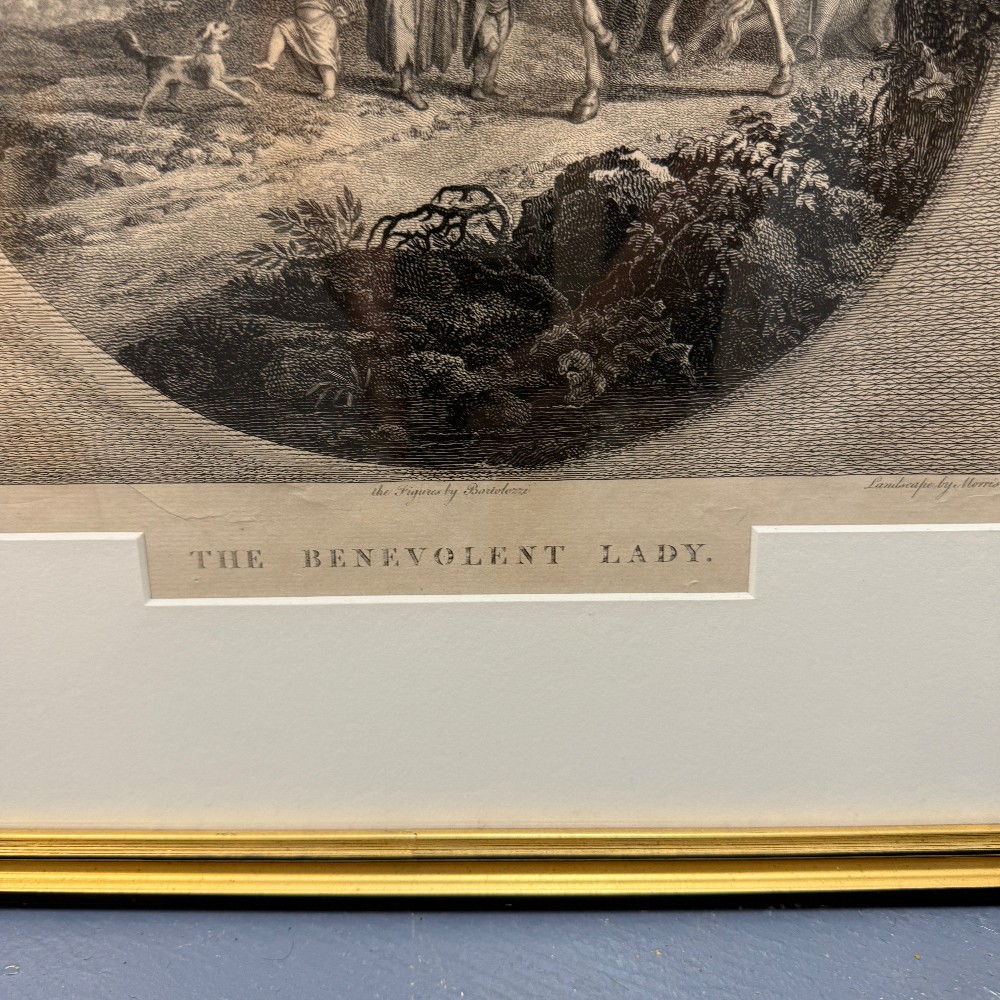 the Figures by Bartolozzi
Landscape by Morris
THE BENEVOLENT LADY.